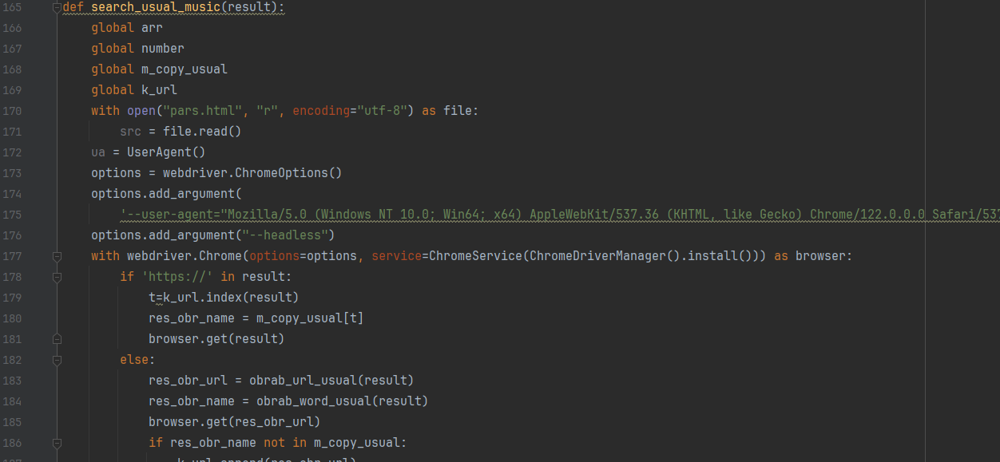 165 def search_usual_music(result):
166 global arr
167 global number
168 global m_copy_usual
169 global k_url
170 with open("pars.html", "r", encoding="utf-8") as file:
171 src = file.read()
172 ua = UserAgent()
173 options = webdriver.ChromeOptions()
174 options.add_argument(
175 '--user-agent="Mozilla/5.0 (Windows NT 10.0; Win64; x64) AppleWebKit/537.36 (KHTML, like Gecko) Chrome/122.0.0.0 Safari/537
176 options.add_argument("--headless")
177 with webdriver.Chrome(options=options, service=ChromeService(ChromeDriverManager().install())) as browser:
178 if 'https://' in result:
179 t=k_url.index(result)
180 res_obr_name = m_copy_usual[t]
181 browser.get(result)
182 else:
183 res_obr_url = obrab_url_usual(result)
184 res_obr_name = obrab_word_usual(result)
185 browser.get(res_obr_url)
186 if res_obr_name not in m_copy_usual:
187 k_url.append(res_obr_url)